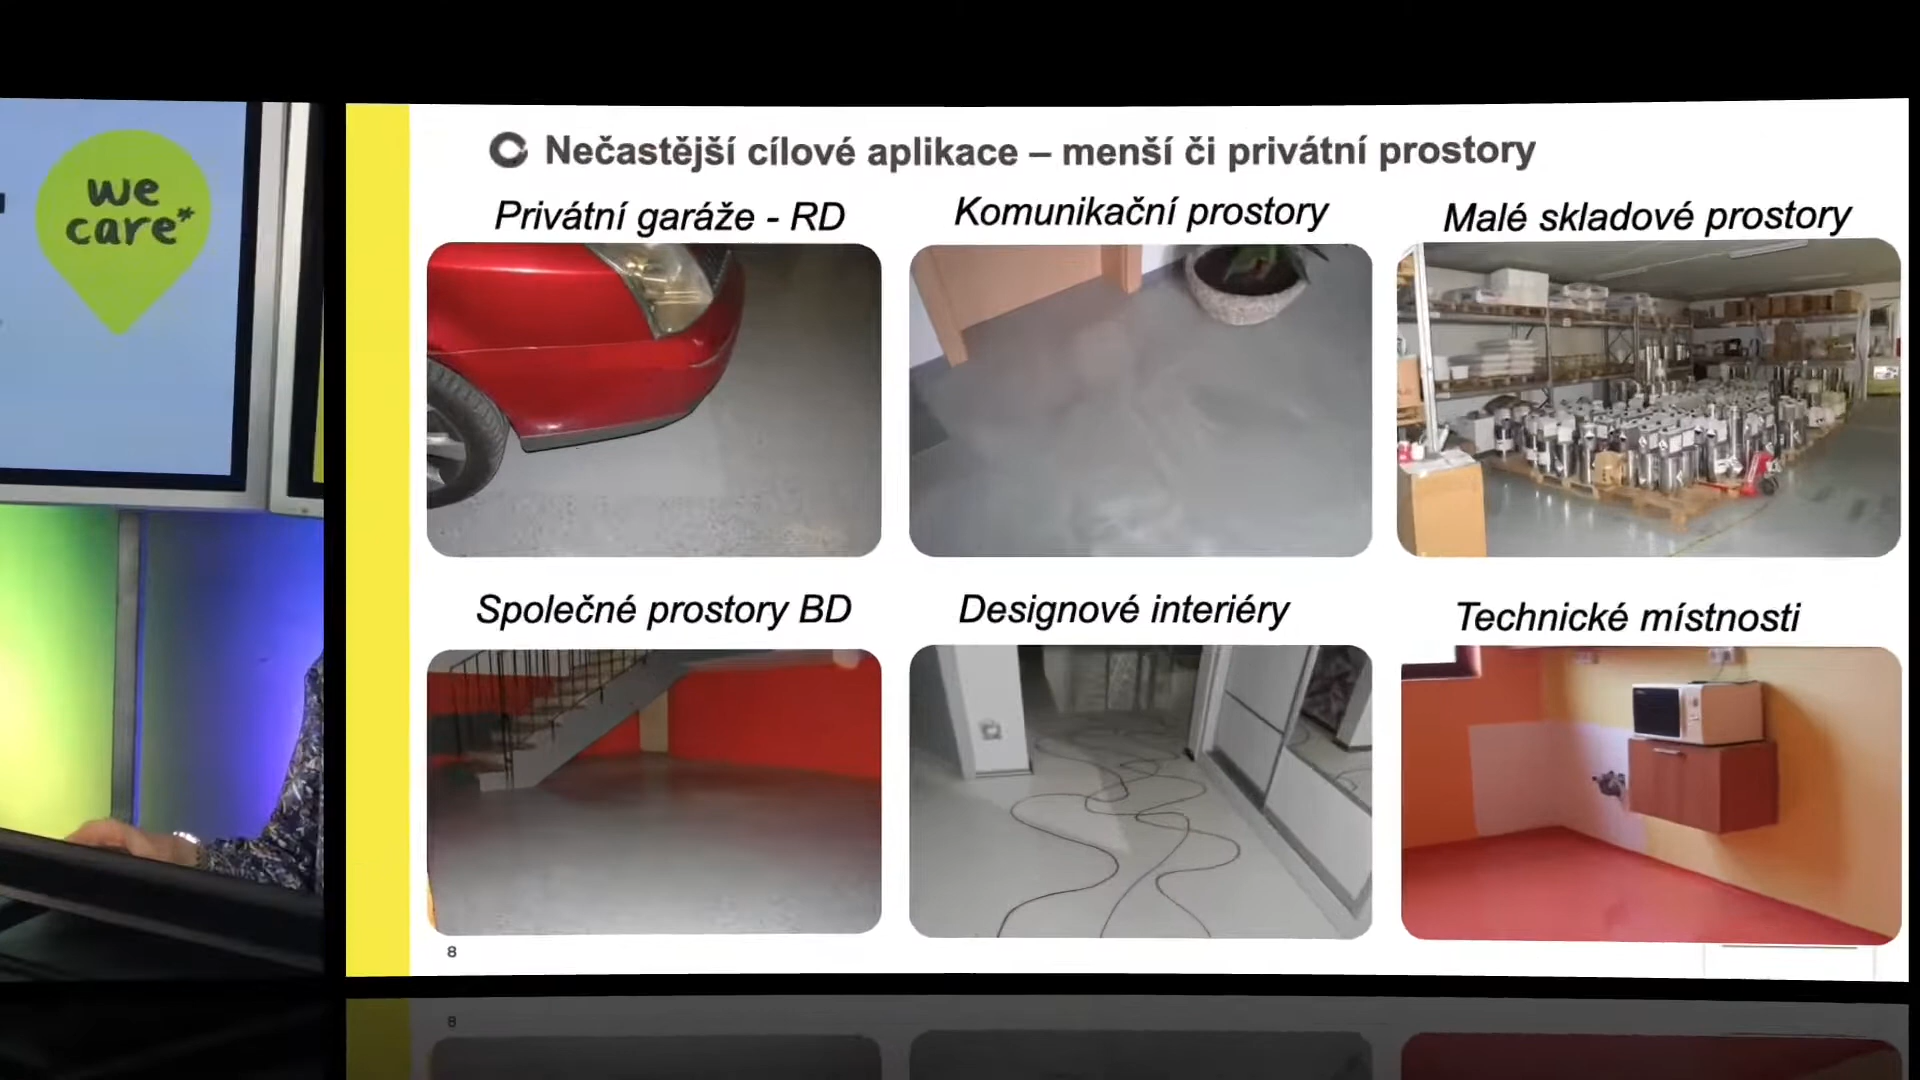 we
care*
Nečastější cílové aplikace – menší či privátní prostory
Privátní garáže - RD
Komunikační prostory
Malé skladové prostory
Společné prostory BD
Designové interiéry
Technické místnosti
8
8